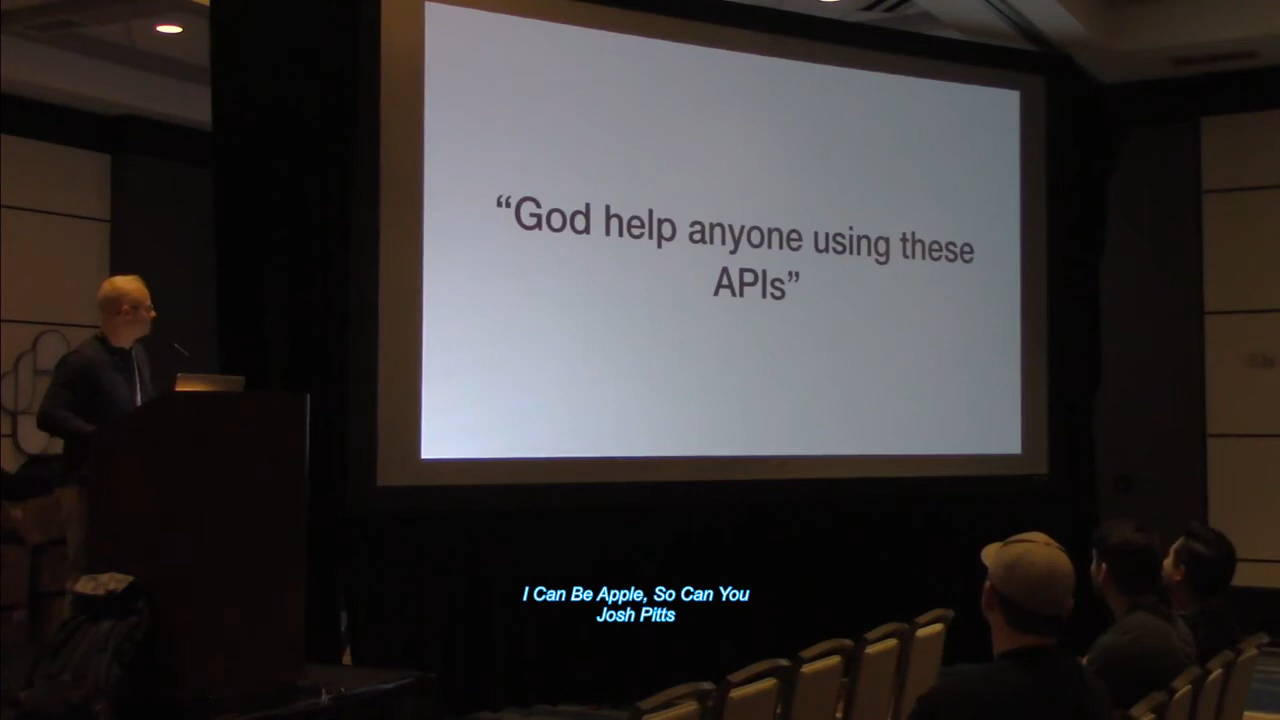 “God help anyone using these
APIs”
I Can Be Apple, So Can You
Josh Pitts